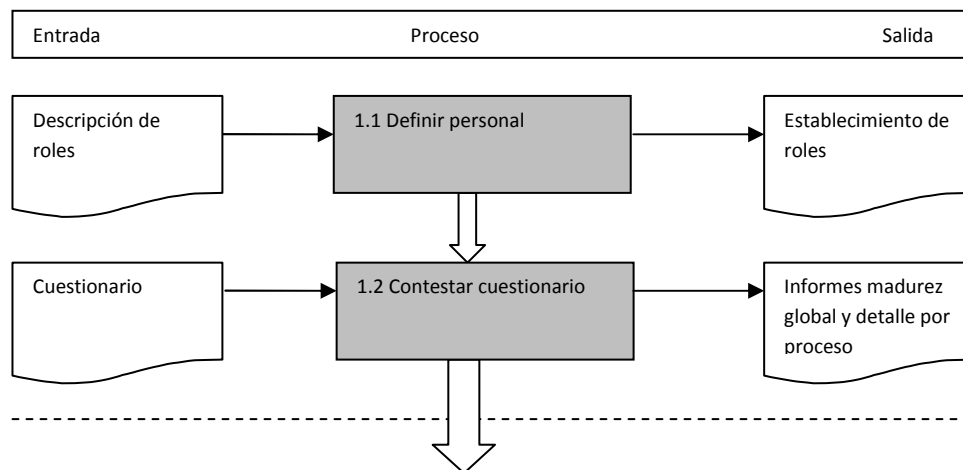 Entrada Proceso Salida
Descripción de
roles
1.1 Definir personal
Establecimiento de
roles
Cuestionario
1.2 Contestar cuestionario
Informes madurez
global y detalle por
proceso